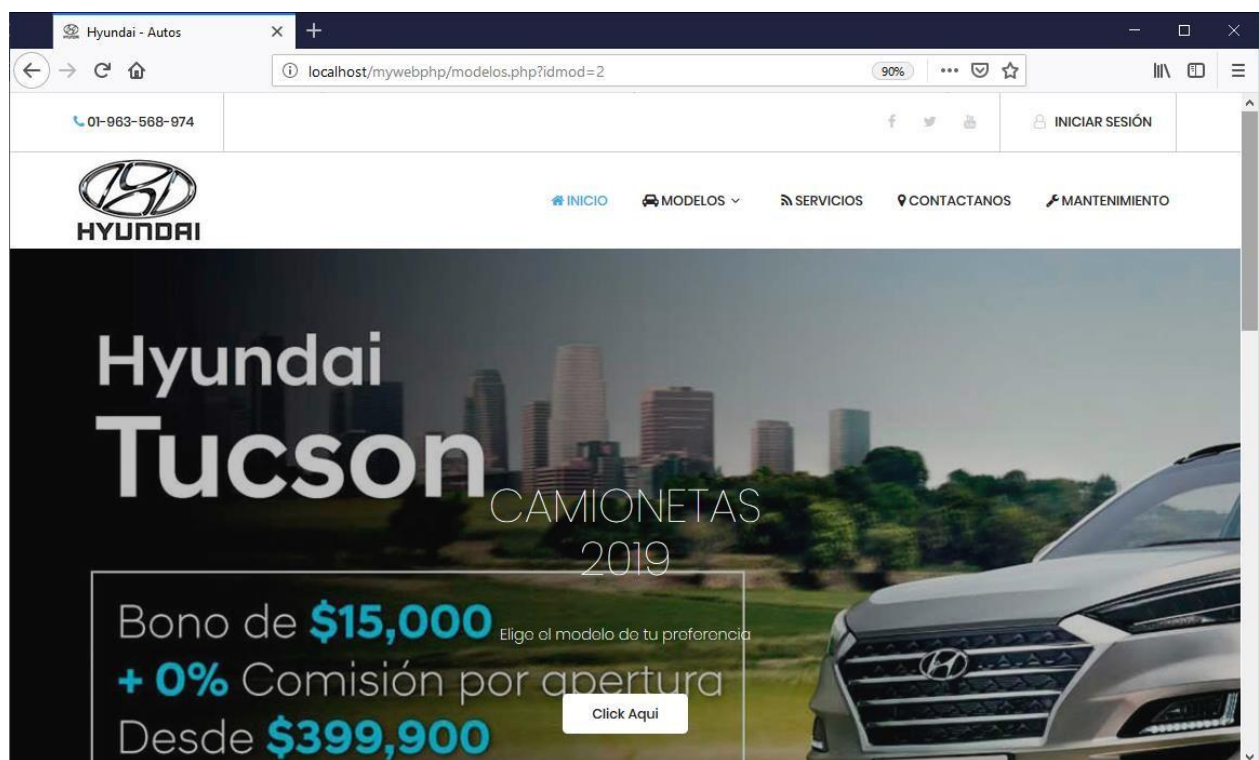 Hyundai - Autos
localhost/mywebphp/modelos.php?idmod=2
90%
01-963-568-974
INICIAR SESIÓN
HYUNDAI
INICIO
MODELOS
SERVICIOS
CONTACTANOS
MANTENIMIENTO
Hyundai
Tucson
CAMIONETAS
2019
Bono de $15,000
Elige el modelo de tu preferencia
+ 0% Comisión por apertura
Click Aqui
Desde $399,900